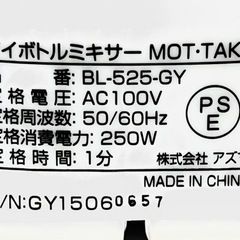 イボトルミキサー MOT・TAK
番 BL-525-GY
格電圧 AC100V
格周波数 50/60Hz
格消費電力 250W
格時間 1分
PS
E
株式会社 アズマ
MADE IN CHIN
/N:GY15060657